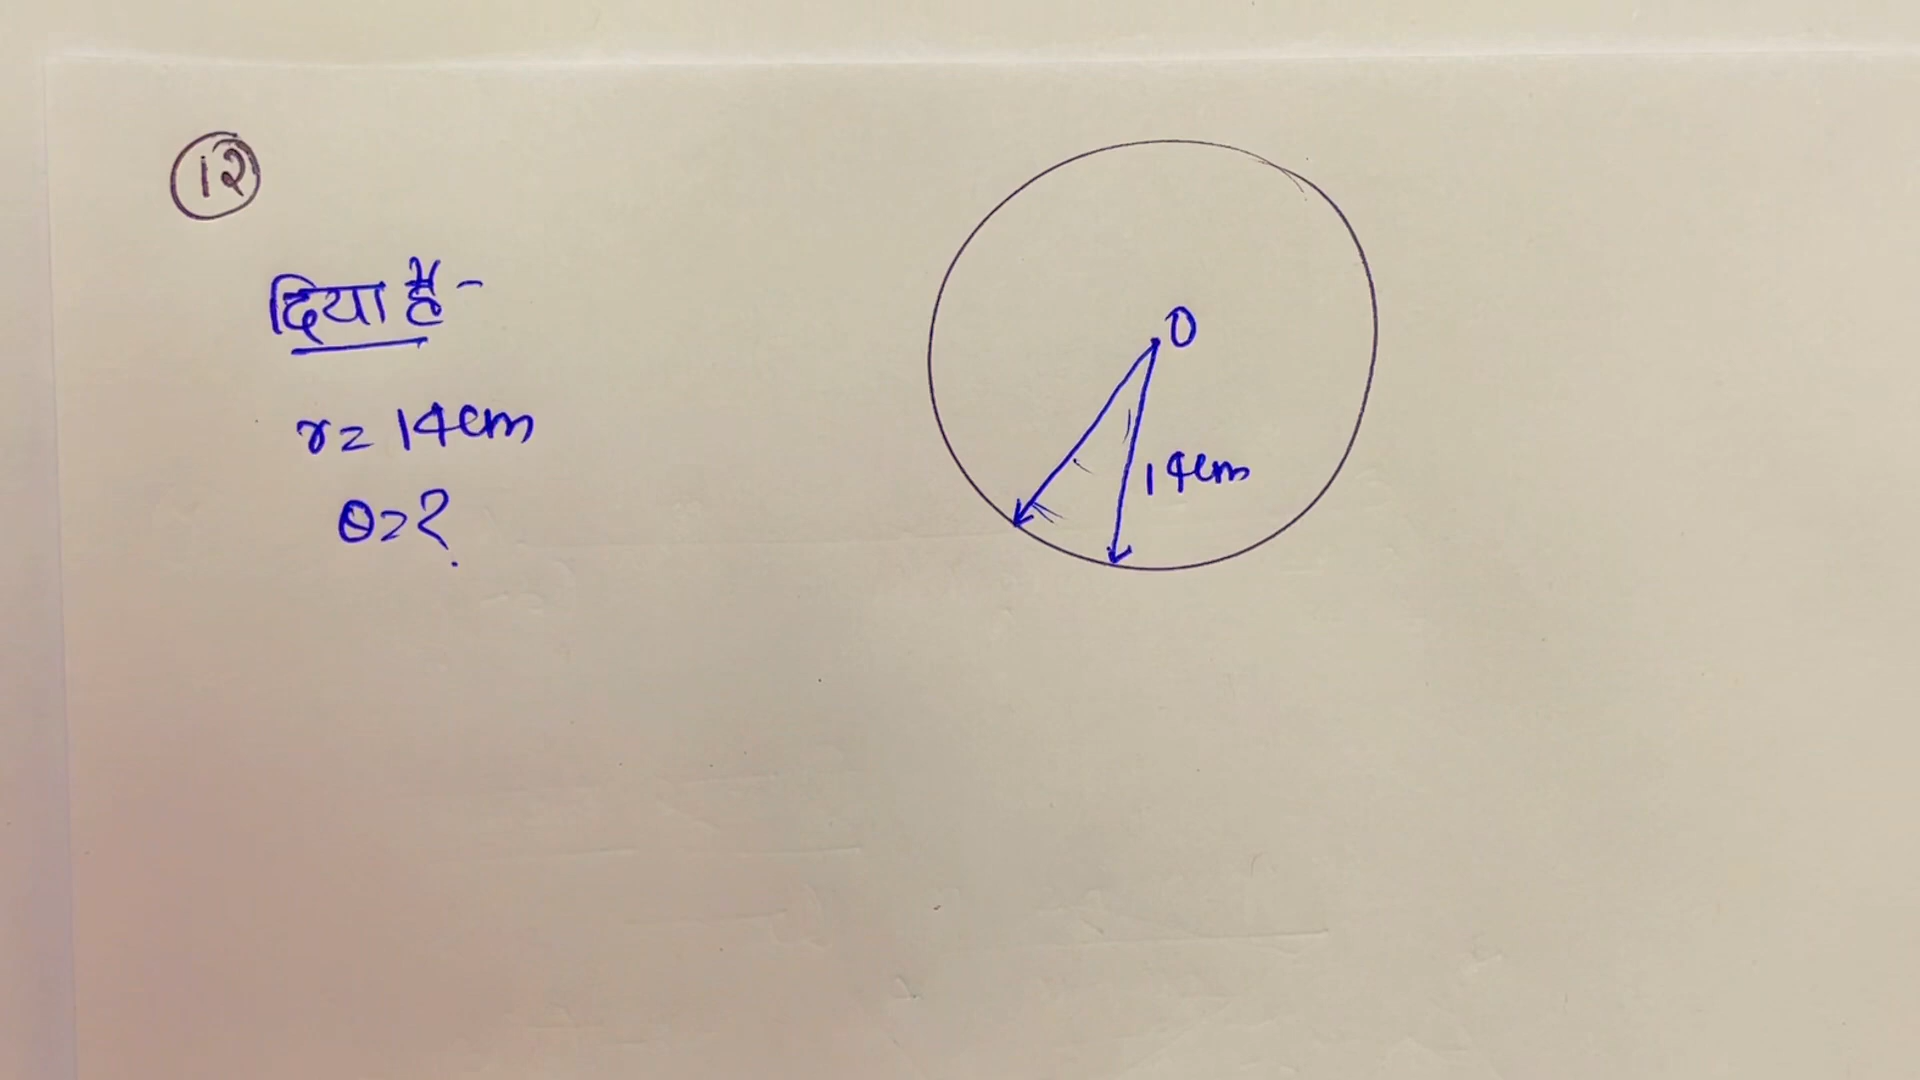 12
दिया है -
r = 14cm
θ = ?
O
14cm